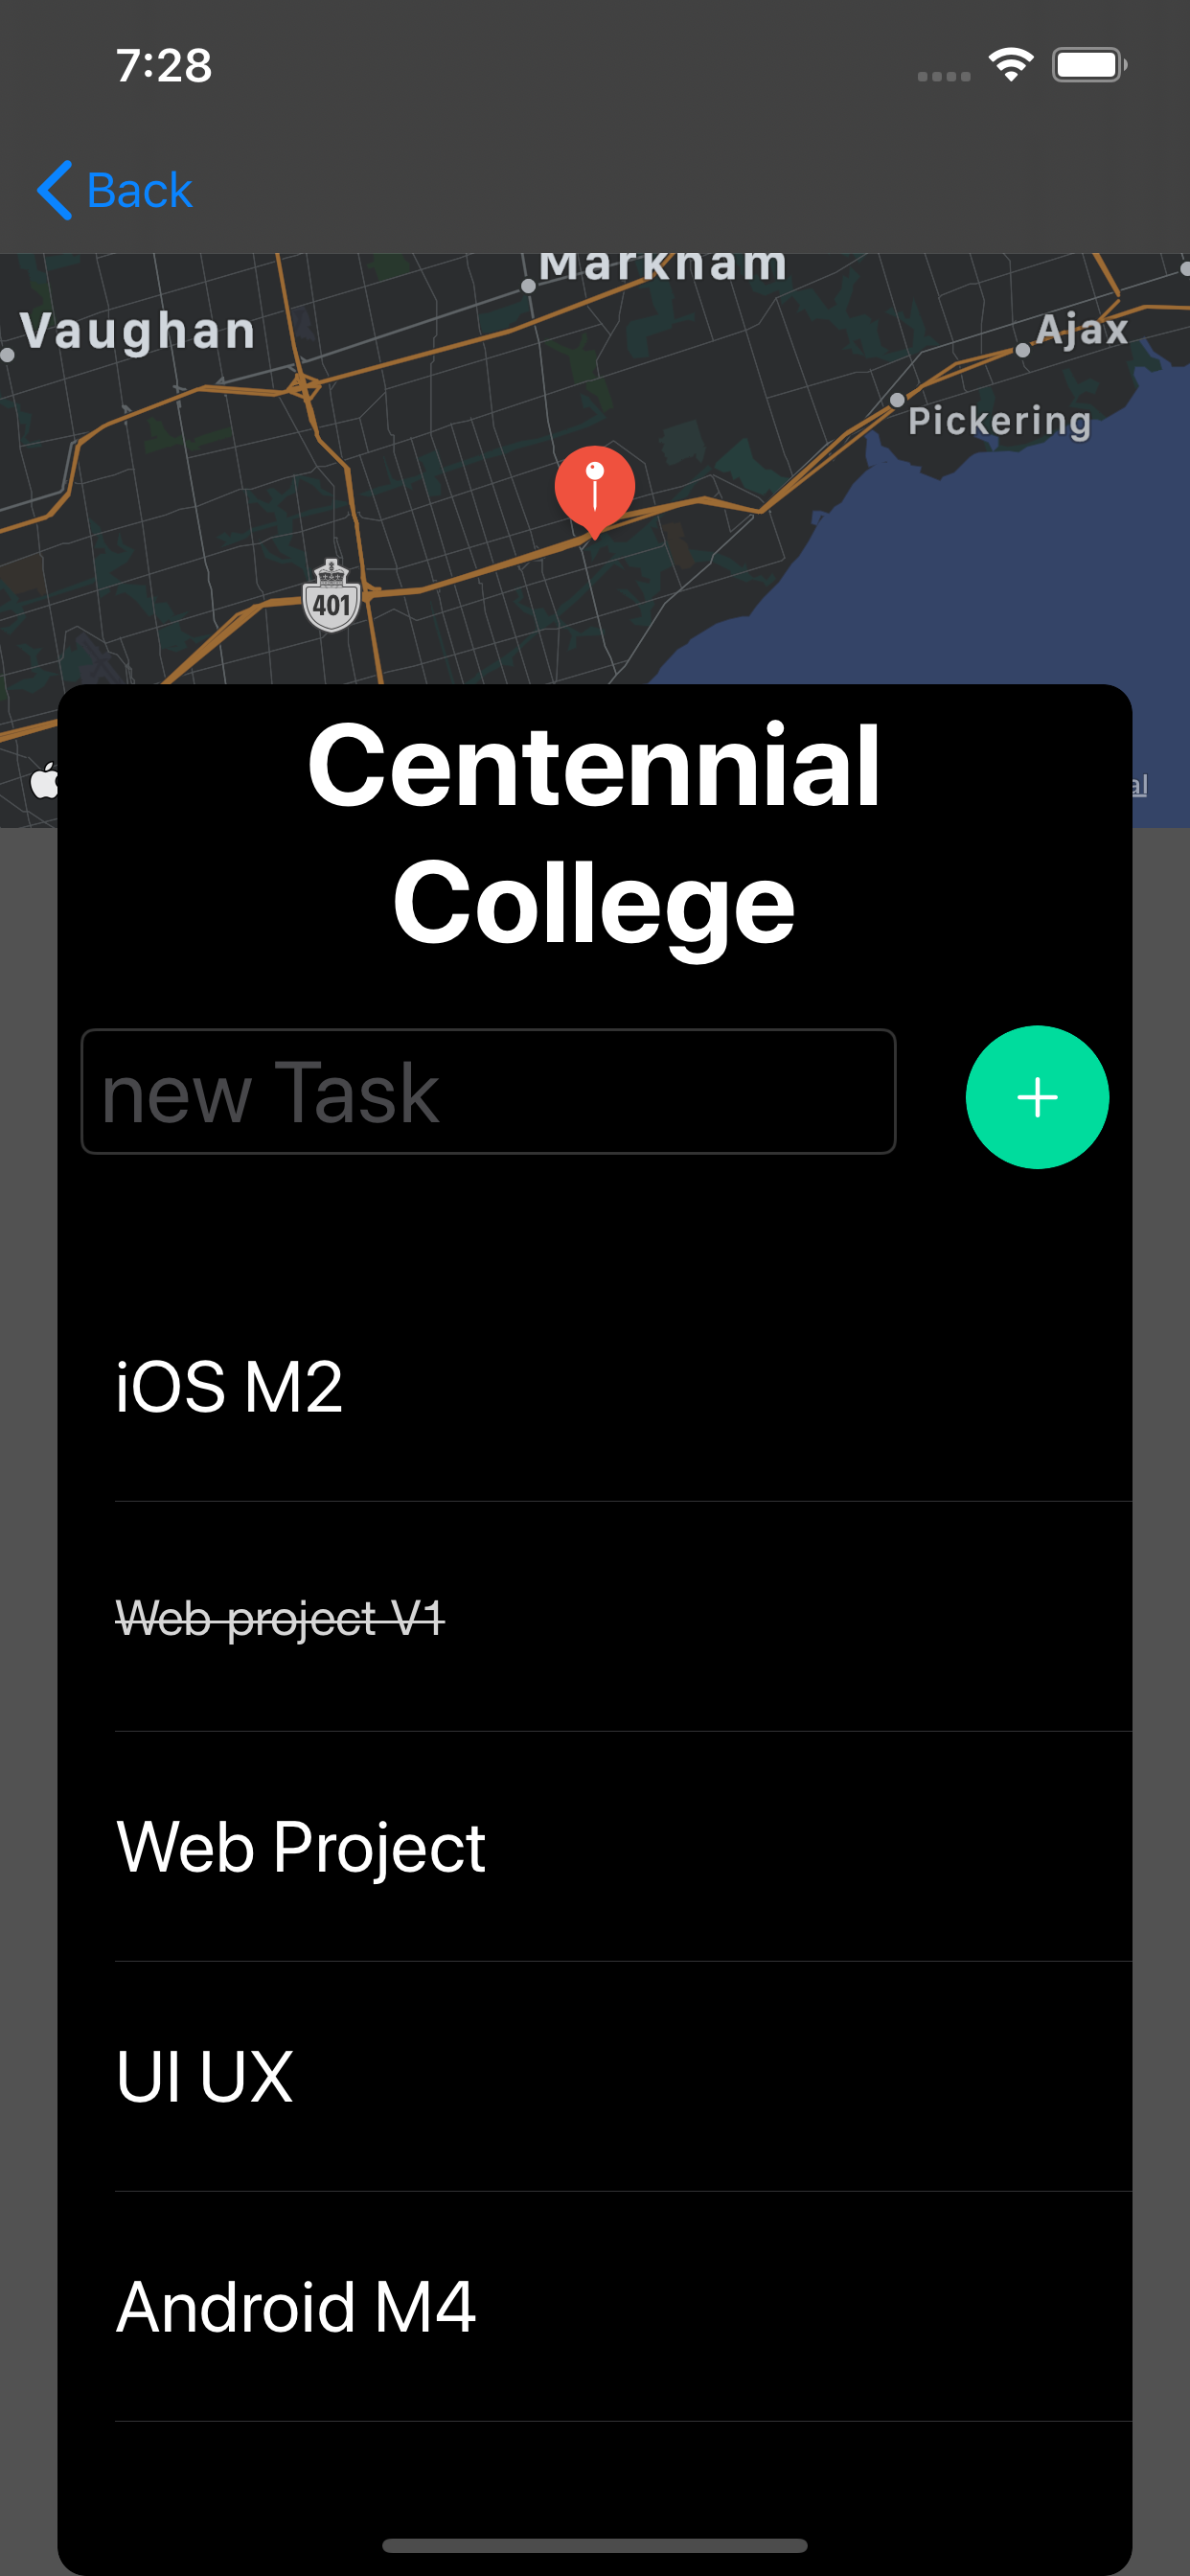 7:28
Back
Markham
Vaughan
Ajax
Pickering
401
al
Centennial
College
new Task
iOS M2
Web project V1
Web Project
UI UX
Android M4